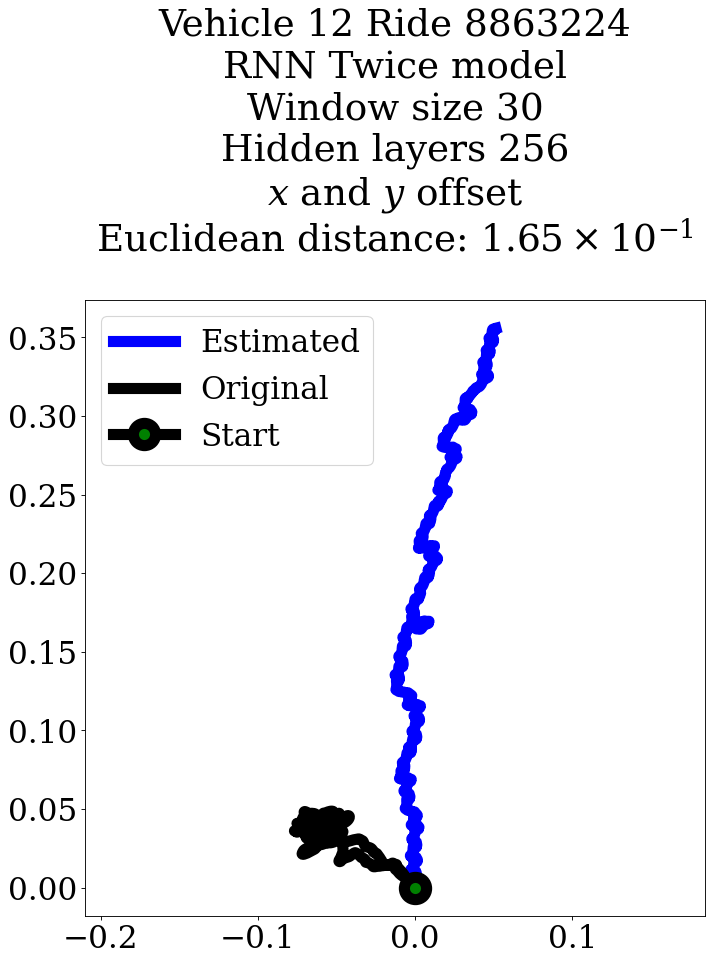 Vehicle 12 Ride 8863224
RNN Twice model
Window size 30
Hidden layers 256
x and y offset
Euclidean distance: 1.65 × 10⁻¹
Estimated
Original
Start
0.35
0.30
0.25
0.20
0.15
0.10
0.05
0.00
−0.2 −0.1 0.0 0.1